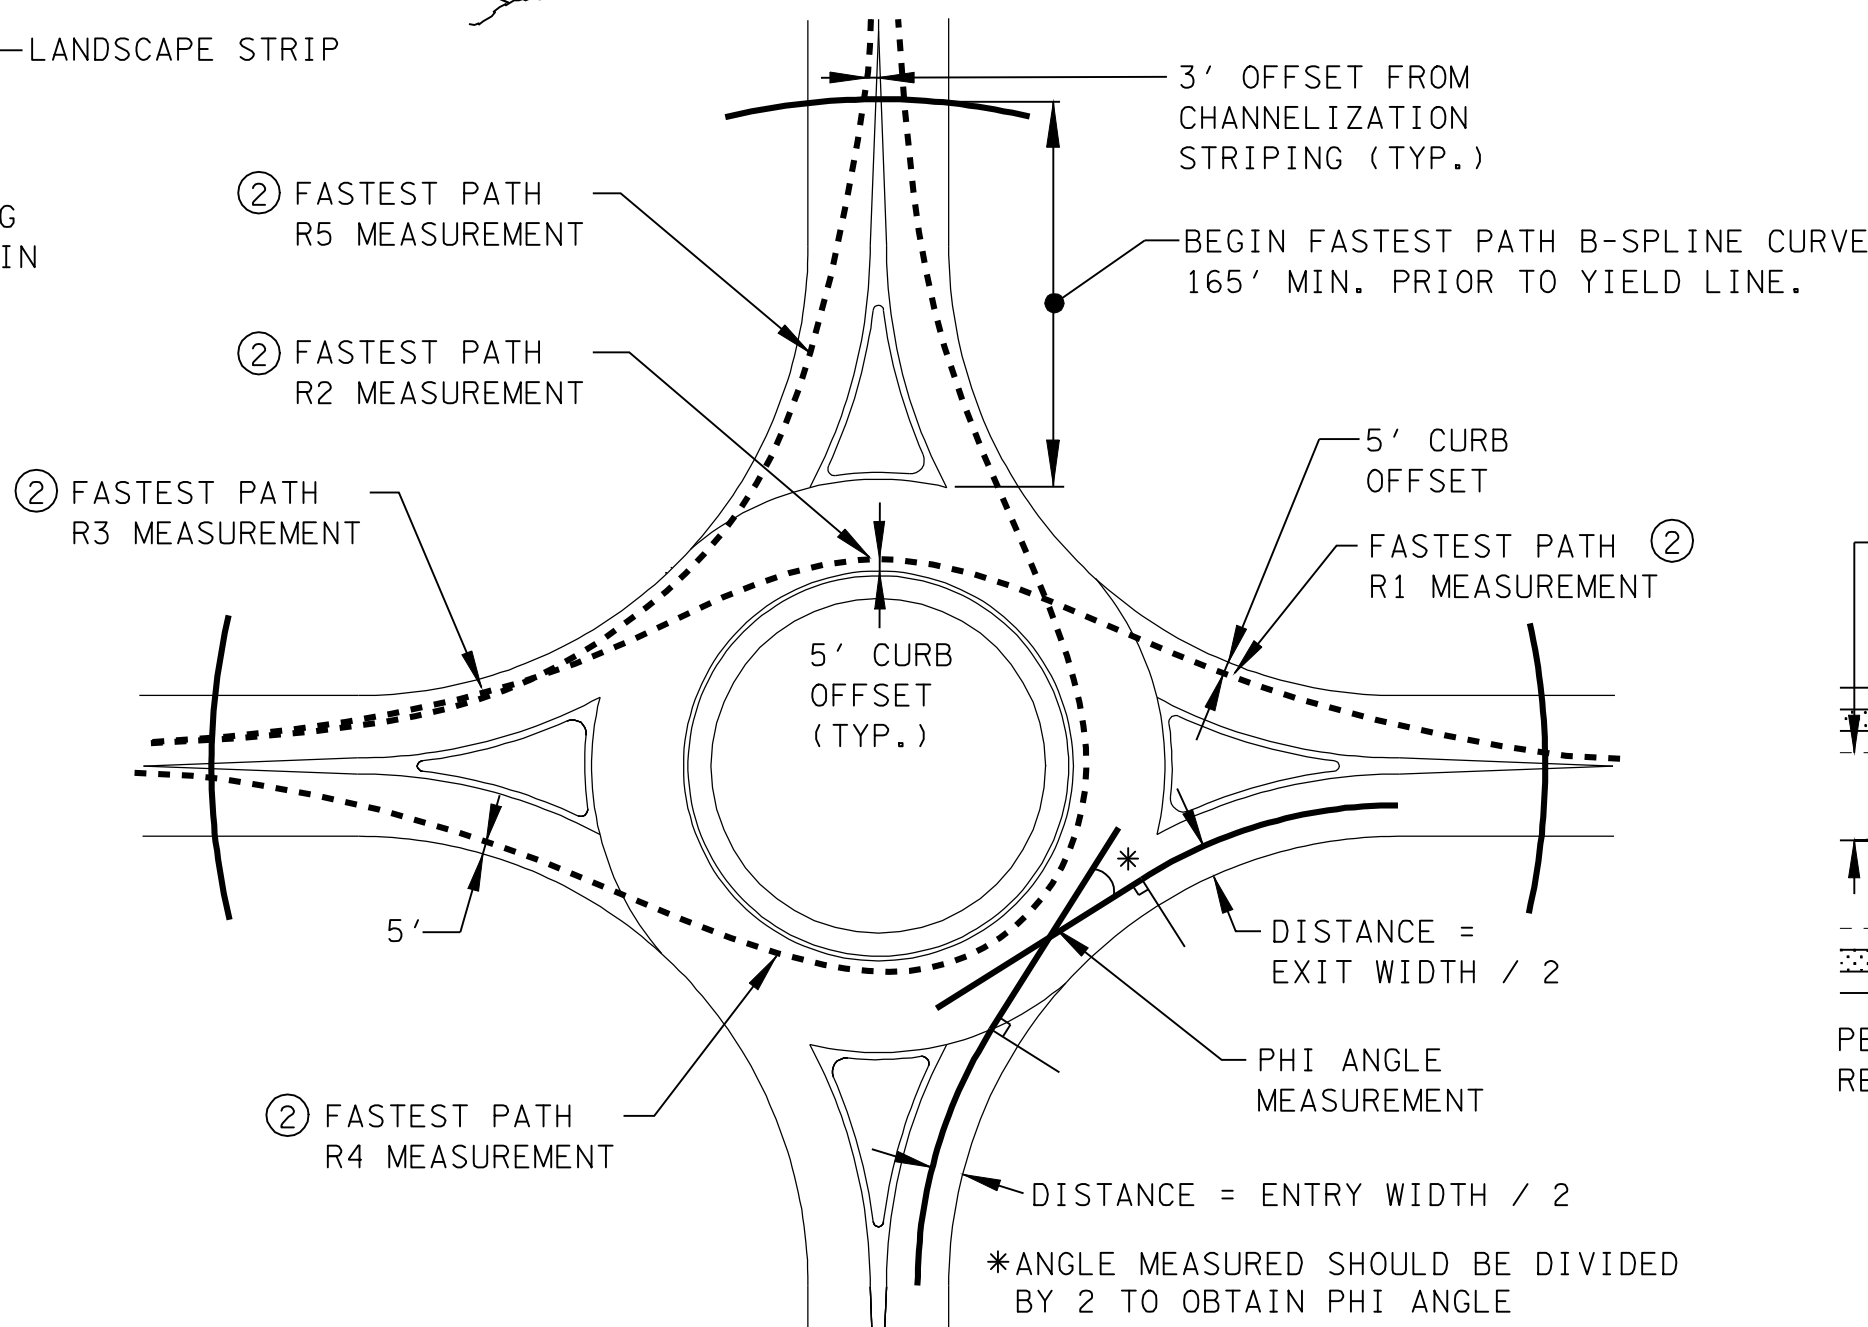 LANDSCAPE STRIP
3' OFFSET FROM
CHANNELIZATION
STRIPING (TYP.)
2 FASTEST PATH
R5 MEASUREMENT
G
IN
BEGIN FASTEST PATH B-SPLINE CURVE
165' MIN. PRIOR TO YIELD LINE.
2 FASTEST PATH
R2 MEASUREMENT
5' CURB
OFFSET
2 FASTEST PATH
R3 MEASUREMENT
FASTEST PATH 2
R1 MEASUREMENT
5' CURB
OFFSET
(TYP.)
*
5'
DISTANCE =
EXIT WIDTH / 2
PHI ANGLE
MEASUREMENT
PE
RE
2 FASTEST PATH
R4 MEASUREMENT
DISTANCE = ENTRY WIDTH / 2
*ANGLE MEASURED SHOULD BE DIVIDED
BY 2 TO OBTAIN PHI ANGLE